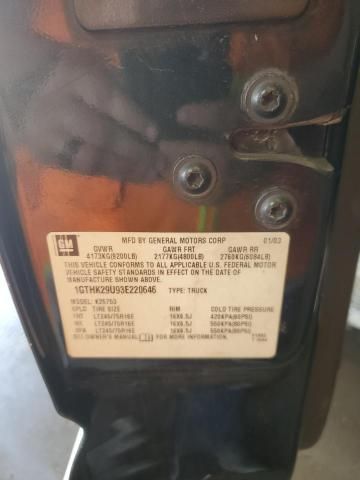 MFD BY GENERAL MOTORS CORP 01/03
GM GVWR GAWR FRT GAWR RR
4173KG(9200LB) 2177KG(4800LB) 2760KG(6084LB)
THIS VEHICLE CONFORMS TO ALL APPLICABLE U.S. FEDERAL MOTOR
VEHICLE SAFETY STANDARDS IN EFFECT ON THE DATE OF
MANUFACTURE SHOWN ABOVE.
1GTHK29U93E220646 TYPE: TRUCK
MODEL: K25753
TIRE SIZE RIM COLD TIRE PRESSURE
FRT LT245/75R16E 16X6.5J 420KPA(60PSI)
RR LT245/75R16E 16X6.5J 550KPA(80PSI)
SPA LT245/75R16E 16X6.5J 550KPA(80PSI)
SEE OWNER'S MANUAL FOR MORE INFORMATION.